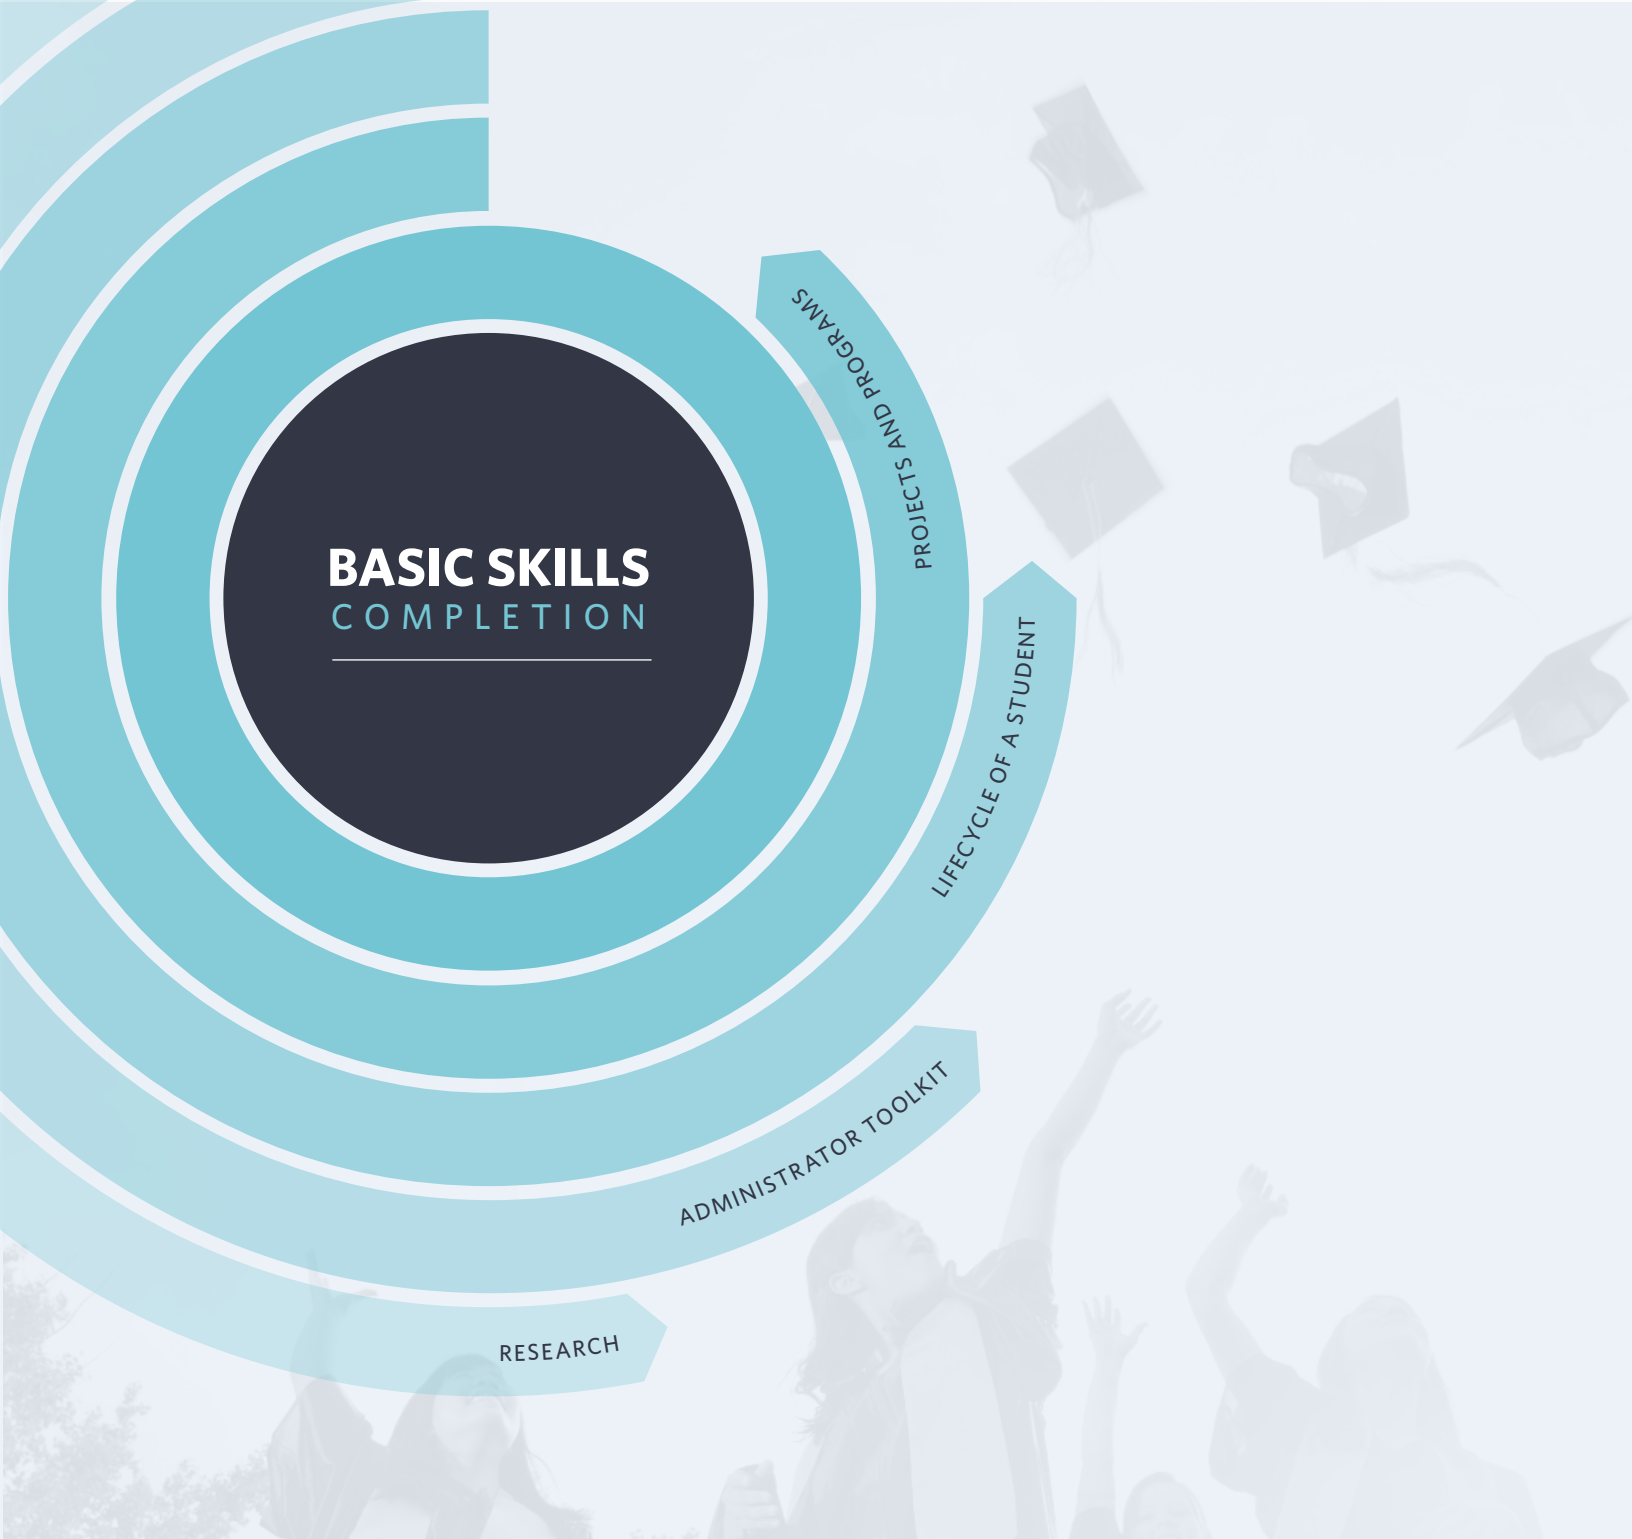 BASIC SKILLS
COMPLETION
PROJECTS AND PROGRAMS
LIFECYCLE OF A STUDENT
ADMINISTRATOR TOOLKIT
RESEARCH